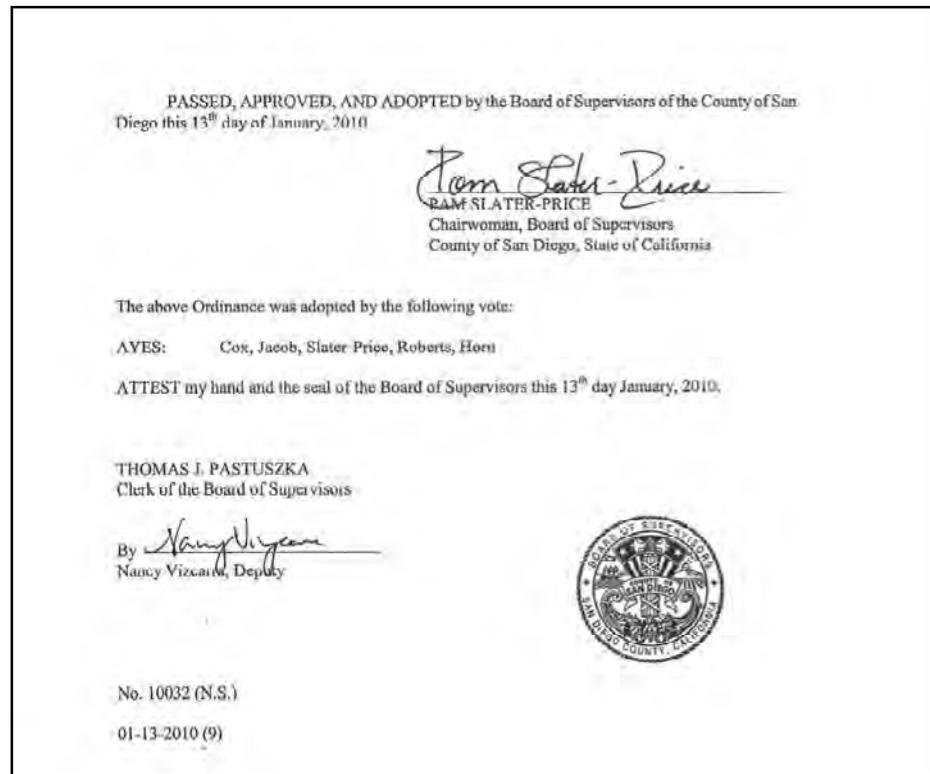 PASSED, APPROVED, AND ADOPTED by the Board of Supervisors of the County of San
Diego this 13th day of January, 2010
Pam Slater-Price
PAM SLATER-PRICE
Chairwoman, Board of Supervisors
County of San Diego, State of California
The above Ordinance was adopted by the following vote:
AYES: Cox, Jacob, Slater Price, Roberts, Horn
ATTEST my hand and the seal of the Board of Supervisors this 13th day January, 2010.
THOMAS J. PASTUSZKA
Clerk of the Board of Supervisors
By Nancy Vizcarra
Nancy Vizcarra, Deputy
BOARD OF SUPERVISORS
COUNTY OF
SAN DIEGO
SAN DIEGO COUNTY, CALIFORNIA
No. 10032 (N.S.)
01-13-2010 (9)